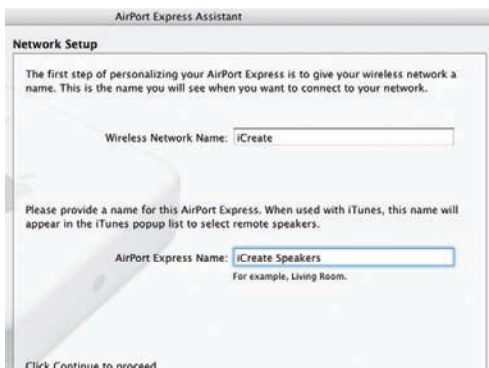 AirPort Express Assistant
Network Setup
The first step of personalizing your AirPort Express is to give your wireless network a
name. This is the name you will see when you want to connect to your network.
Wireless Network Name: iCreate
Please provide a name for this AirPort Express. When used with iTunes, this name will
appear in the iTunes popup list to select remote speakers.
AirPort Express Name: iCreate Speakers
For example, Living Room.
Click Continue to proceed